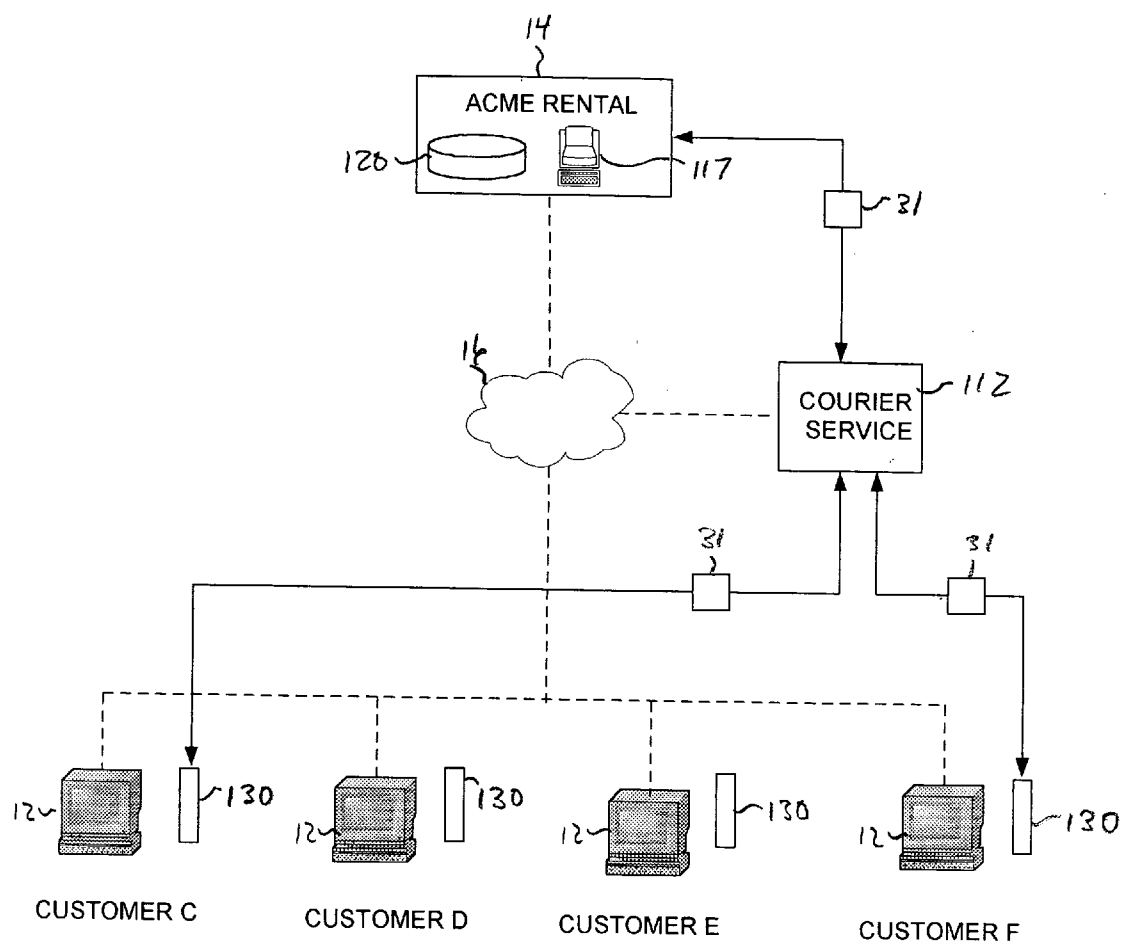 14
ACME RENTAL
120
117
31
16
COURIER SERVICE
112
31
31
12
130
12
130
12
130
12
130
CUSTOMER C
CUSTOMER D
CUSTOMER E
CUSTOMER F